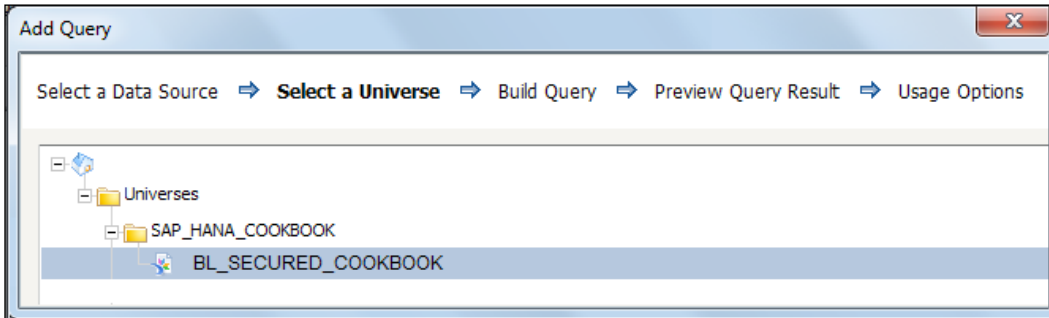 Add Query
Select a Data Source ⇒ Select a Universe ⇒ Build Query ⇒ Preview Query Result ⇒ Usage Options
Universes
SAP_HANA_COOKBOOK
BL_SECURED_COOKBOOK